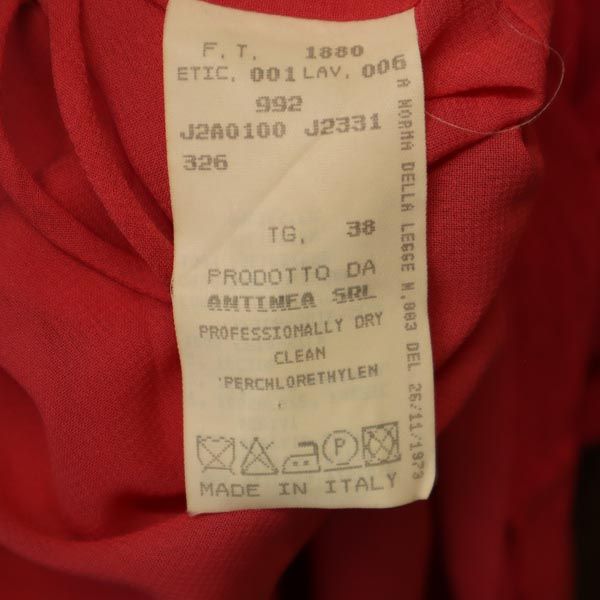 F.T. 1880
ETIC. 001 LAV. 006
992
J2A0100 J2331
326
TG. 38
PRODOTTO DA
ANTINEA SRL
PROFESSIONALLY DRY
CLEAN
PERCHLORETHYLEN
P
MADE IN ITALY
A NORMA DELLA LEGGE N.883 DEL 26/11/1973